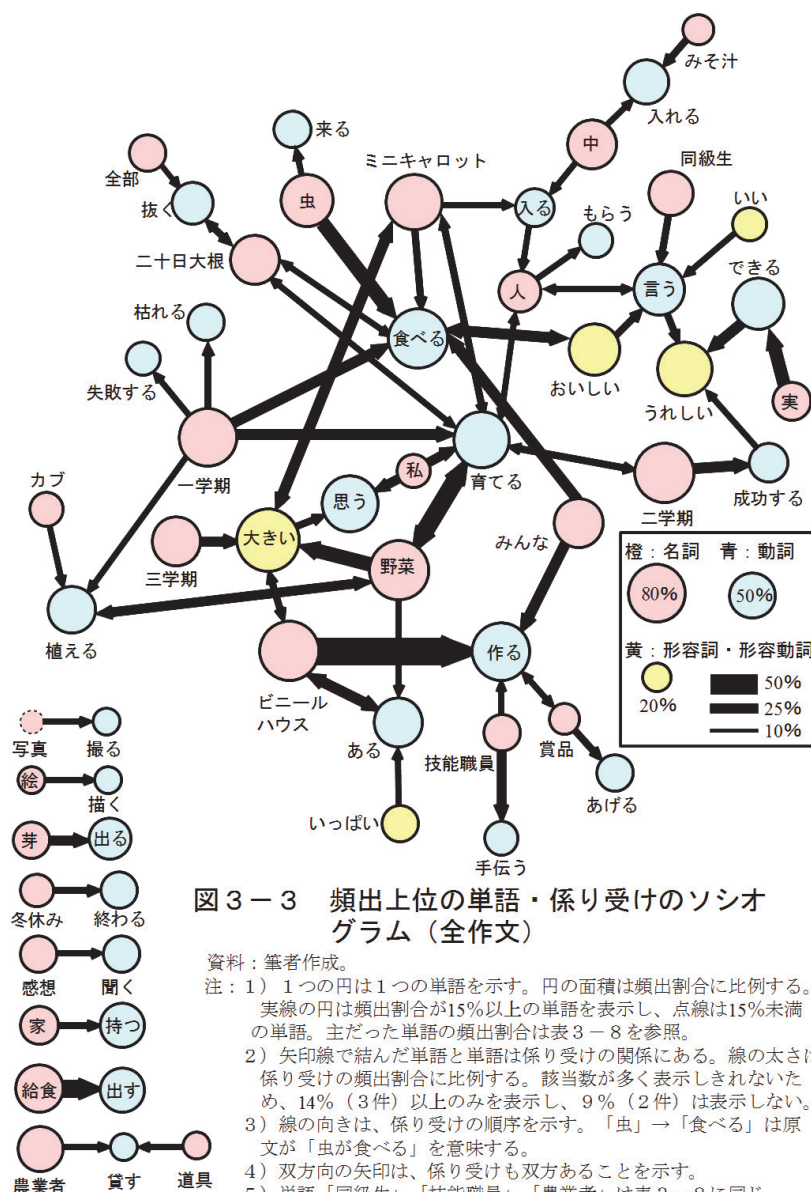 みそ汁
入れる
来る
中
全部
虫
ミニキャロット
同級生
抜く
入る
もらう
いい
二十日大根
人
言う
できる
枯れる
食べる
おいしい
うれしい
失敗する
実
一学期
私
育てる
カブ
思う
二学期
成功する
大きい
みんな
三学期
野菜
橙:名詞 青:動詞
80% 50%
植える
作る
黄:形容詞・形容動詞
20%
50%
25%
10%
ビニール
ハウス
ある
技能職員
賞品
写真 撮る
あげる
絵
描く
いっぱい
手伝う
芽 出る
冬休み 終わる
感想 聞く
家 持つ
給食 出す
農業者 貸す 道具
図3-3 頻出上位の単語・係り受けのソシオ
グラム(全作文)
資料:筆者作成。
注:1)1つの円は1つの単語を示す。円の面積は頻出割合に比例する。
実線の円は頻出割合が15%以上の単語を表示し、点線は15%未満
の単語。主だった単語の頻出割合は表3-8を参照。
2)矢印線で結んだ単語と単語は係り受けの関係にある。線の太さは
係り受けの頻出割合に比例する。該当数が多く表示しきれないた
め、14%(3件)以上のみを表示し、9%(2件)は表示しない。
3)線の向きは、係り受けの順序を示す。「虫」→「食べる」は原
文が「虫が食べる」を意味する。
4)双方向の矢印は、係り受けも双方あることを示す。
5)単語「同級生」「技能職員」「農業者」は表3-8に同じ